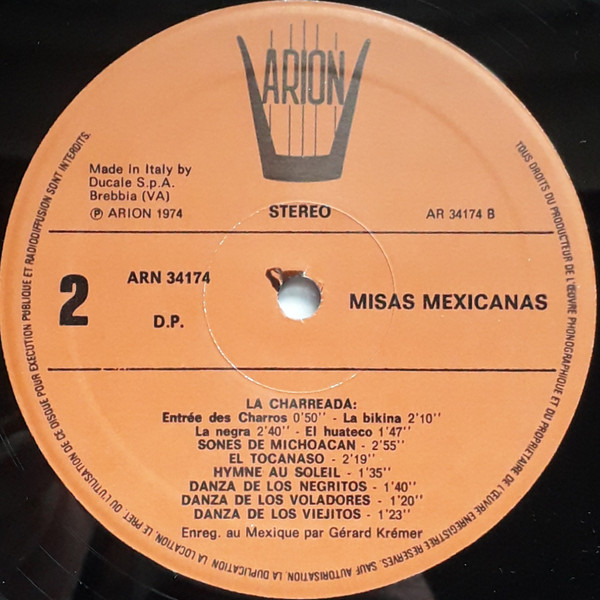 ARION
Made in Italy by
Ducale S.p.A.
Brebbia (VA)
℗ ARION 1974
STEREO
AR 34174 B
2
ARN 34174
D.P.
MISAS MEXICANAS
LA CHARREADA:
Entrée des Charros 0'50'' - La bikina 2'10''
La negra 2'40'' - El huateco 1'47''
SONES DE MICHOACAN - 2'55''
EL TOCANASO - 2'19''
HYMNE AU SOLEIL - 1'35''
DANZA DE LOS NEGRITOS - 1'40''
DANZA DE LOS VOLADORES - 1'20''
DANZA DE LOS VIEJITOS - 1'23''
Enreg. au Mexique par Gérard Krémer
TOUS DROITS DU PRODUCTEUR DE L'ŒUVRE PHONOGRAPHIQUE ET DU PROPRIETAIRE DE L'ŒUVRE ENREGISTREE RESERVES. SAUF AUTORISATION, LA DUPLICATION, LA LOCATION, LE PRET OU L'UTILISATION DE CE DISQUE POUR EXECUTION PUBLIQUE ET RADIODIFFUSION SONT INTERDITS.